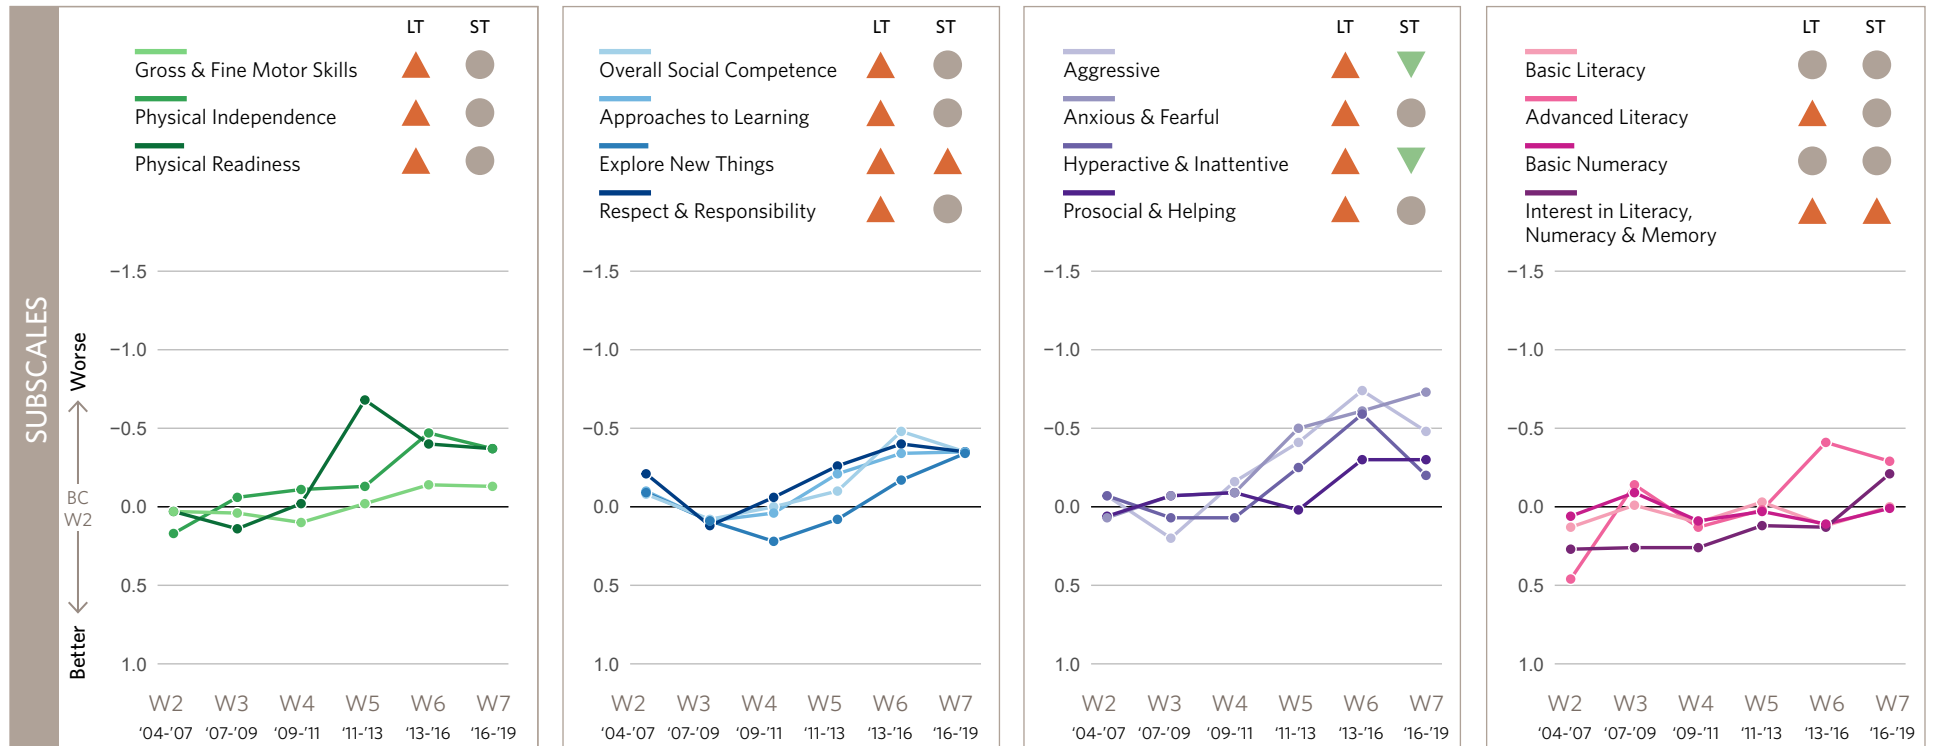 SUBSCALES
LT ST
Gross & Fine Motor Skills
Physical Independence
Physical Readiness
−1.5
−1.0
−0.5
0.0
0.5
1.0
Worse
BC
W2
Better
W2 W3 W4 W5 W6 W7
‘04-’07 ‘07-’09 ‘09-’11 ‘11-’13 ‘13-’16 ‘16-’19
LT ST
Overall Social Competence
Approaches to Learning
Explore New Things
Respect & Responsibility
−1.5
−1.0
−0.5
0.0
0.5
1.0
W2 W3 W4 W5 W6 W7
‘04-’07 ‘07-’09 ‘09-’11 ‘11-’13 ‘13-’16 ‘16-’19
LT ST
Aggressive
Anxious & Fearful
Hyperactive & Inattentive
Prosocial & Helping
−1.5
−1.0
−0.5
0.0
0.5
1.0
W2 W3 W4 W5 W6 W7
‘04-’07 ‘07-’09 ‘09-’11 ‘11-’13 ‘13-’16 ‘16-’19
LT ST
Basic Literacy
Advanced Literacy
Basic Numeracy
Interest in Literacy,
Numeracy & Memory
−1.5
−1.0
−0.5
0.0
0.5
1.0
W2 W3 W4 W5 W6 W7
‘04-’07 ‘07-’09 ‘09-’11 ‘11-’13 ‘13-’16 ‘16-’19